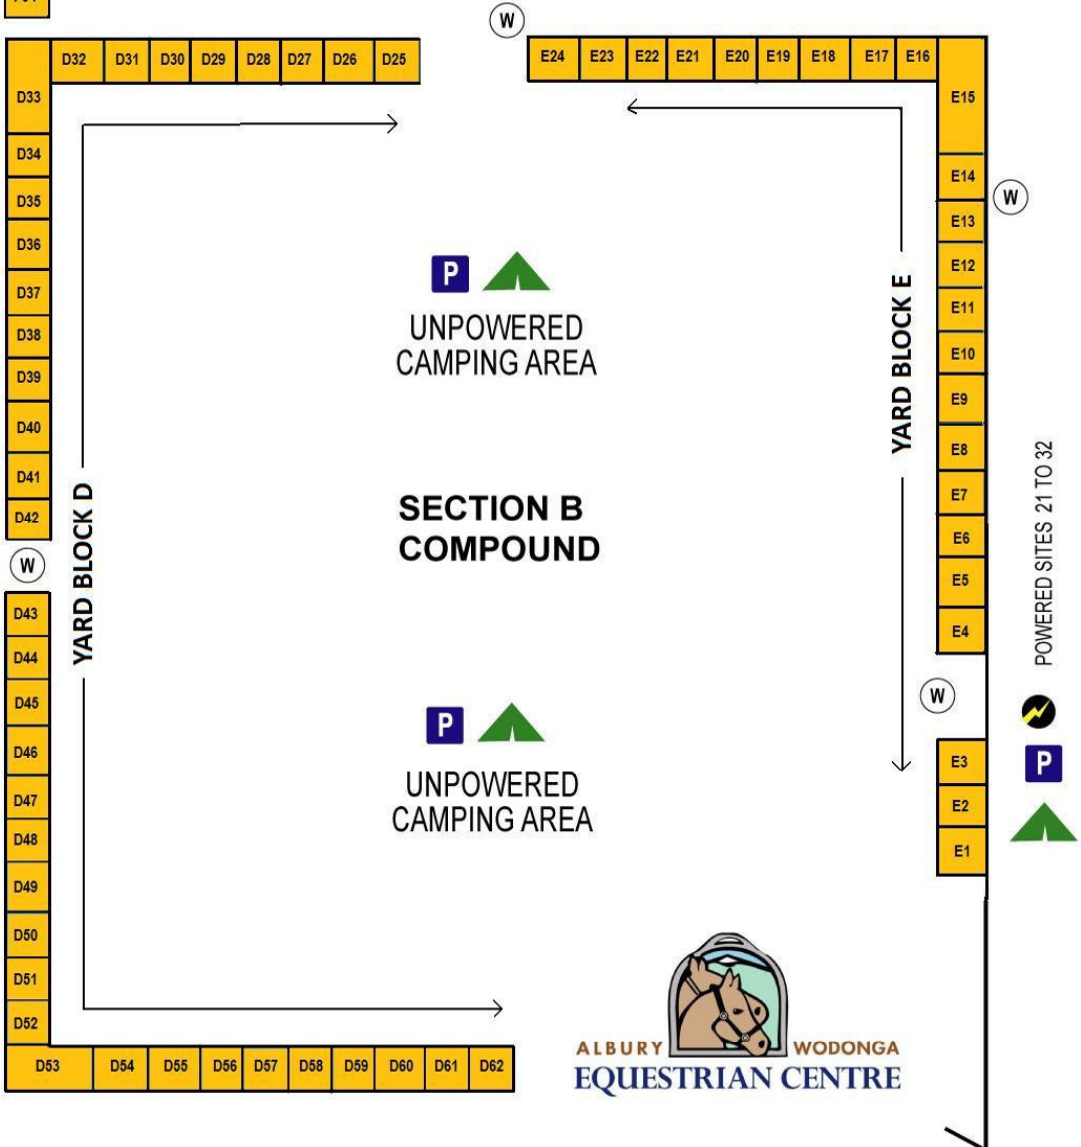 W
D32 D31 D30 D29 D28 D27 D26 D25
E24 E23 E22 E21 E20 E19 E18 E17 E16
D33
E15
D34
E14
D35
W
E13
D36
E12
P
D37
E11
UNPOWERED
CAMPING AREA
D38
E10
D39
E9
D40
E8
D41
E7
D42
E6
W
E5
D43
E4
D44
YARD BLOCK D
YARD BLOCK E
SECTION B
COMPOUND
POWERED SITES 21 TO 32
D45
W
D46
P
E3
P
D47
UNPOWERED
CAMPING AREA
E2
D48
E1
D49
D50
D51
D52
D53 D54 D55 D56 D57 D58 D59 D60 D61 D62
ALBURY WODONGA
EQUESTRIAN CENTRE